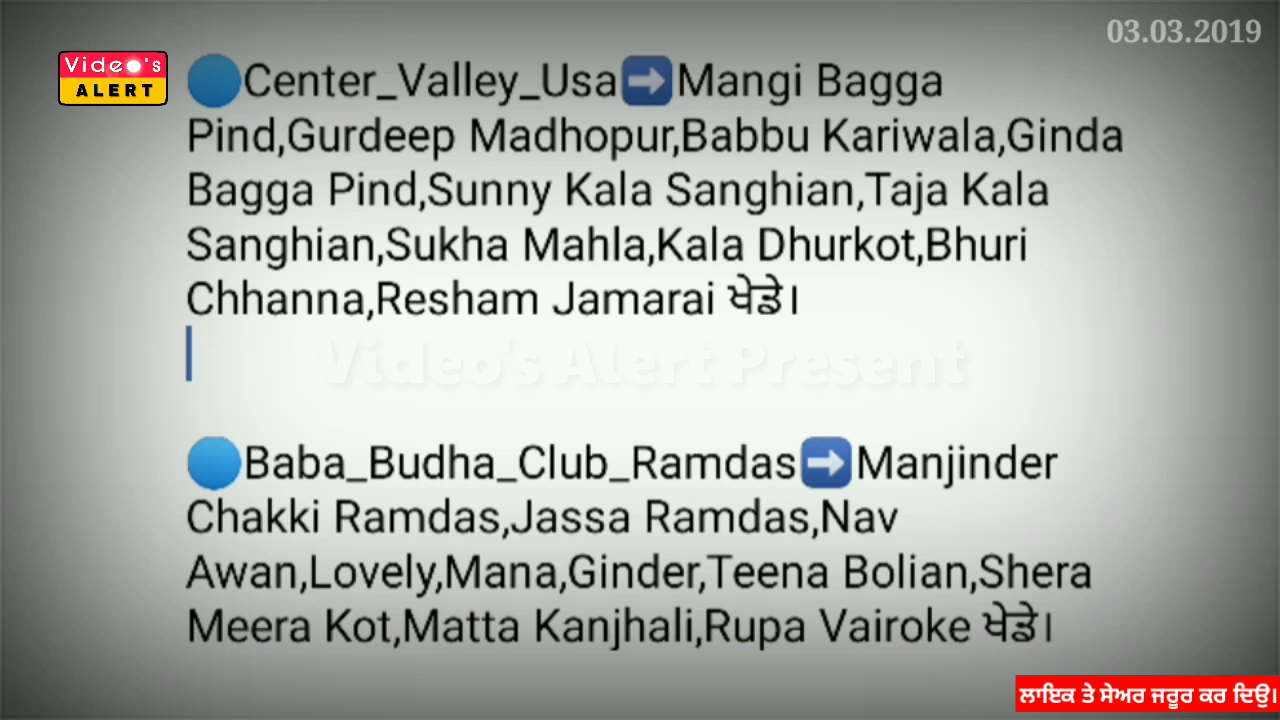 03.03.2019
Video's
ALERT
🔵Center_Valley_Usa➡Mangi Bagga
Pind,Gurdeep Madhopur,Babbu Kariwala,Ginda
Bagga Pind,Sunny Kala Sanghian,Taja Kala
Sanghian,Sukha Mahla,Kala Dhurkot,Bhuri
Chhanna,Resham Jamarai ਖੇਡੇ।
Video's Alert Present
🔵Baba_Budha_Club_Ramdas➡Manjinder
Chakki Ramdas,Jassa Ramdas,Nav
Awan,Lovely,Mana,Ginder,Teena Bolian,Shera
Meera Kot,Matta Kanjhali,Rupa Vairoke ਖੇਡੇ।
ਲਾਇਕ ਤੇ ਸੇਅਰ ਜਰੂਰ ਕਰ ਦਿਉ।